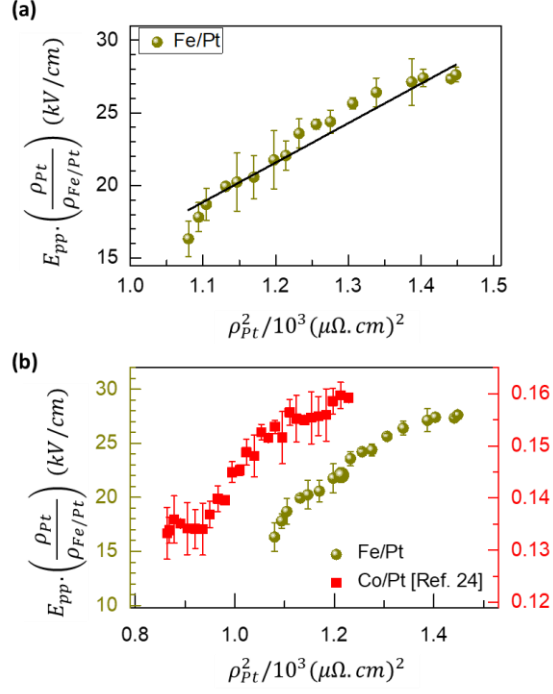 (a)
Fe/Pt
E_pp.(ρ_Pt/ρ_Fe/Pt) (kV/cm)
30
25
20
15
1.0 1.1 1.2 1.3 1.4 1.5
ρ²_Pt/10³(μΩ.cm)²
(b)
E_pp.(ρ_Pt/ρ_Fe/Pt) (kV/cm)
30
25
20
15
10
0.16
0.15
0.14
0.13
0.12
Fe/Pt
Co/Pt [Ref. 24]
0.8 1.0 1.2 1.4
ρ²_Pt/10³(μΩ.cm)²